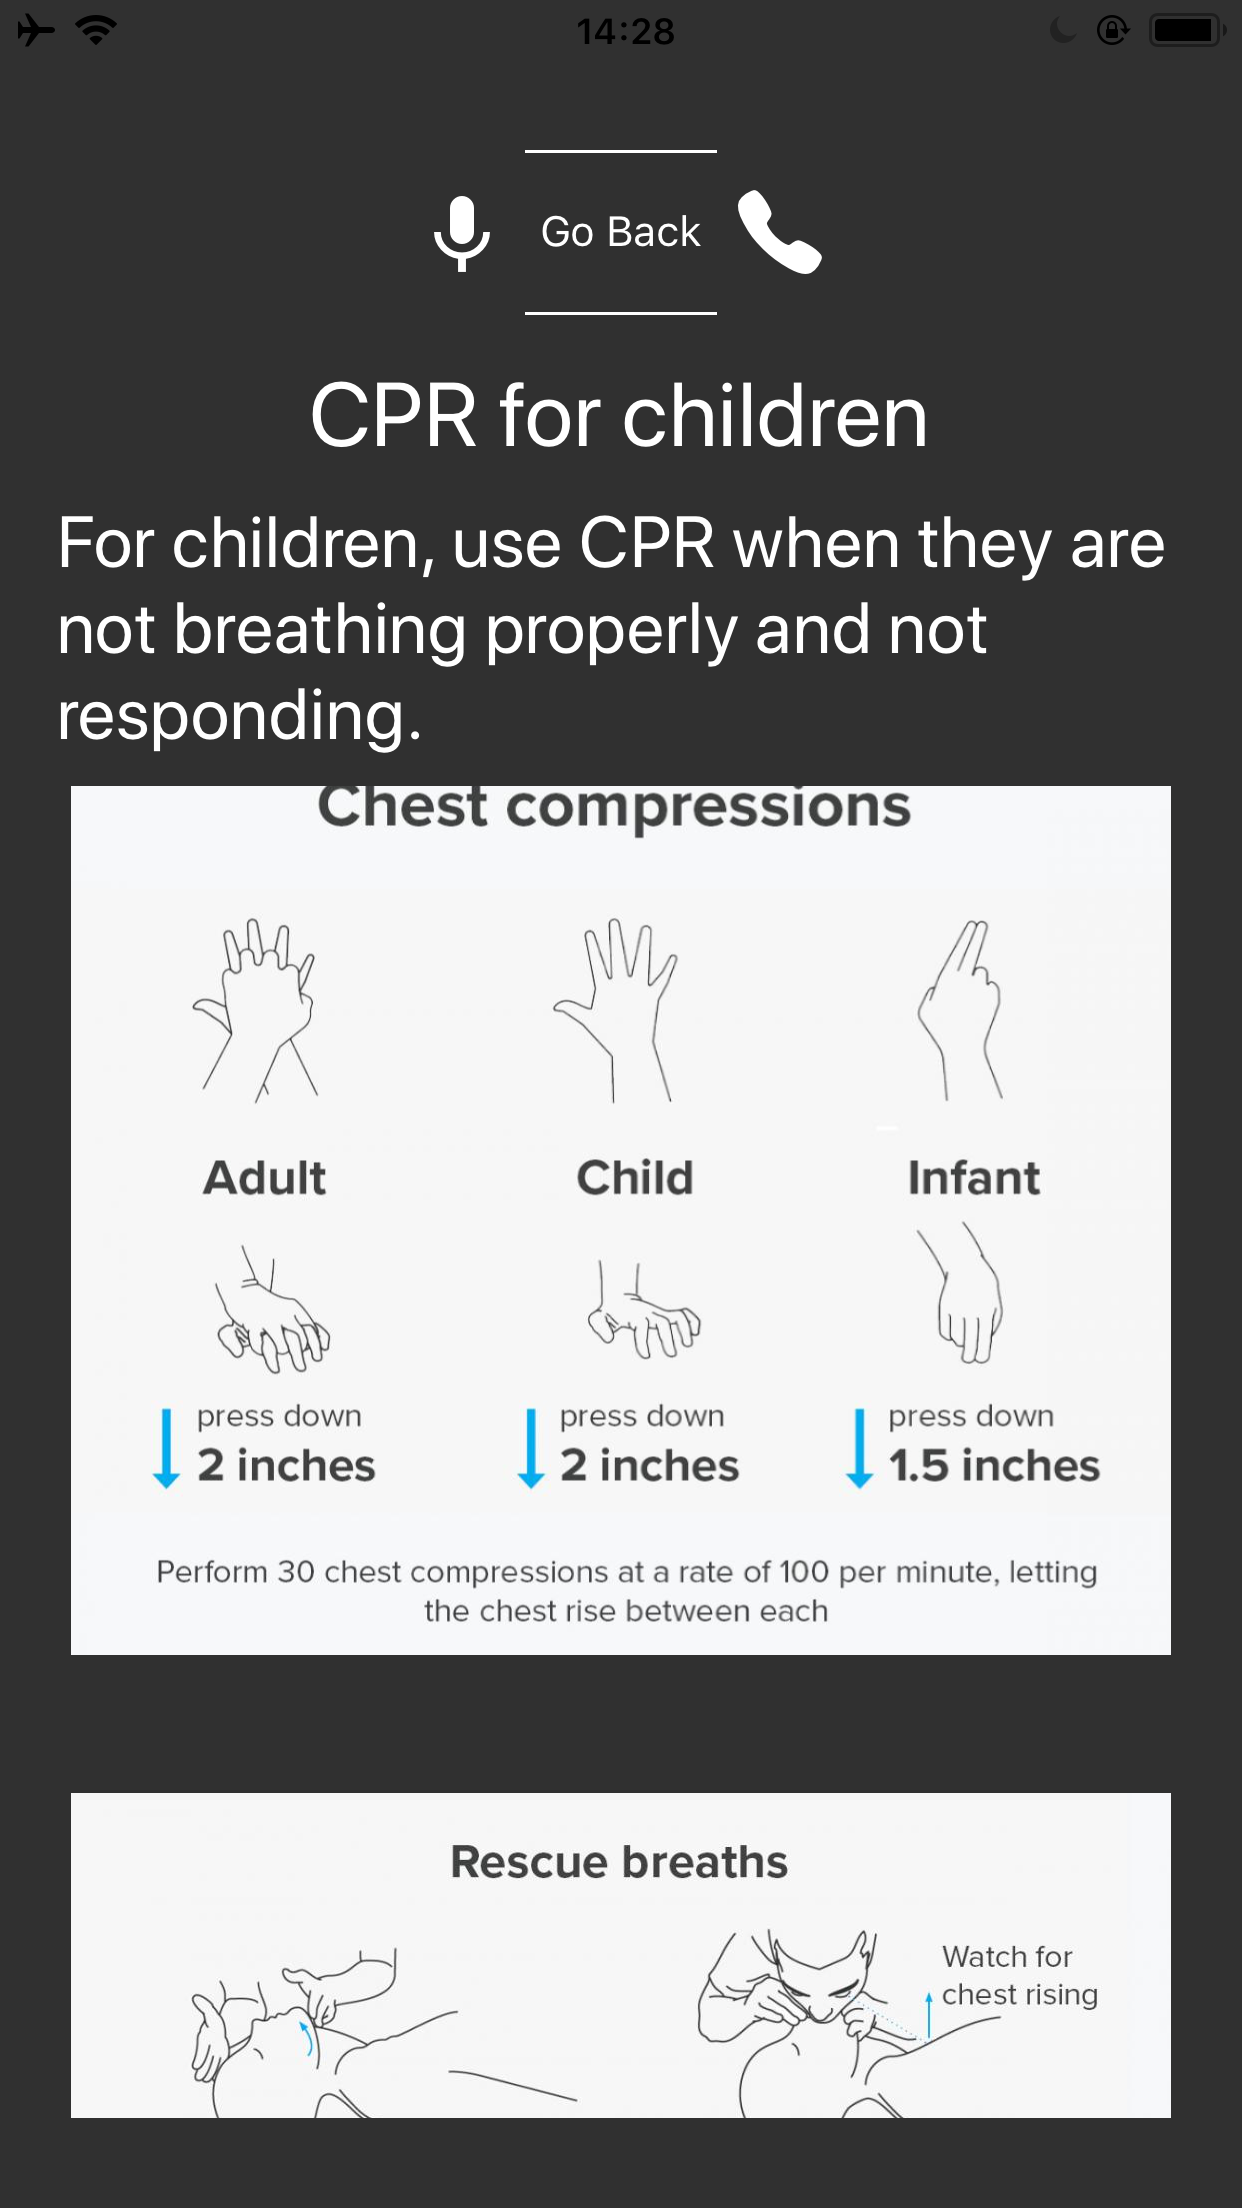 14:28
Go Back
CPR for children
For children, use CPR when they are
not breathing properly and not
responding.
Chest compressions
Adult
Child
Infant
press down
2 inches
press down
2 inches
press down
1.5 inches
Perform 30 chest compressions at a rate of 100 per minute, letting
the chest rise between each
Rescue breaths
Watch for
chest rising